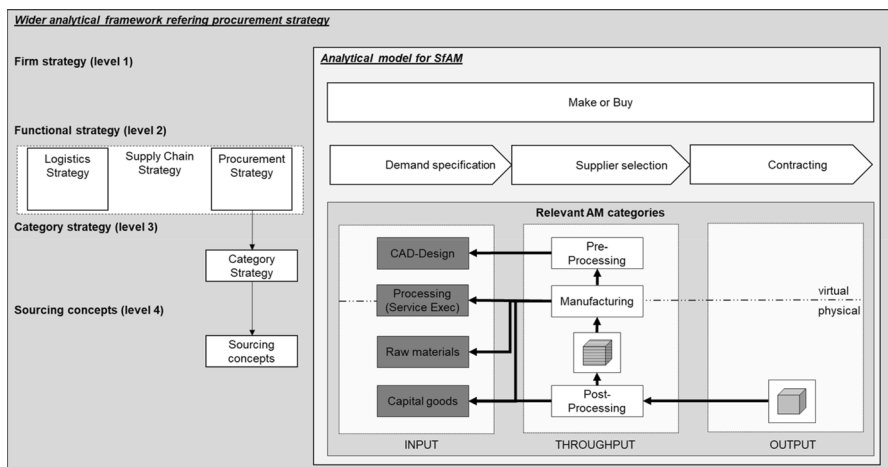 Wider analytical framework refering procurement strategy
Firm strategy (level 1)
Functional strategy (level 2)
Logistics
Strategy
Supply Chain
Strategy
Procurement
Strategy
Category strategy (level 3)
Category
Strategy
Sourcing concepts (level 4)
Sourcing
concepts
Analytical model for SfAM
Make or Buy
Demand specification
Supplier selection
Contracting
Relevant AM categories
CAD-Design
Processing
(Service Exec)
Raw materials
Capital goods
INPUT
Pre-
Processing
Manufacturing
Post-
Processing
THROUGHPUT
virtual
physical
OUTPUT